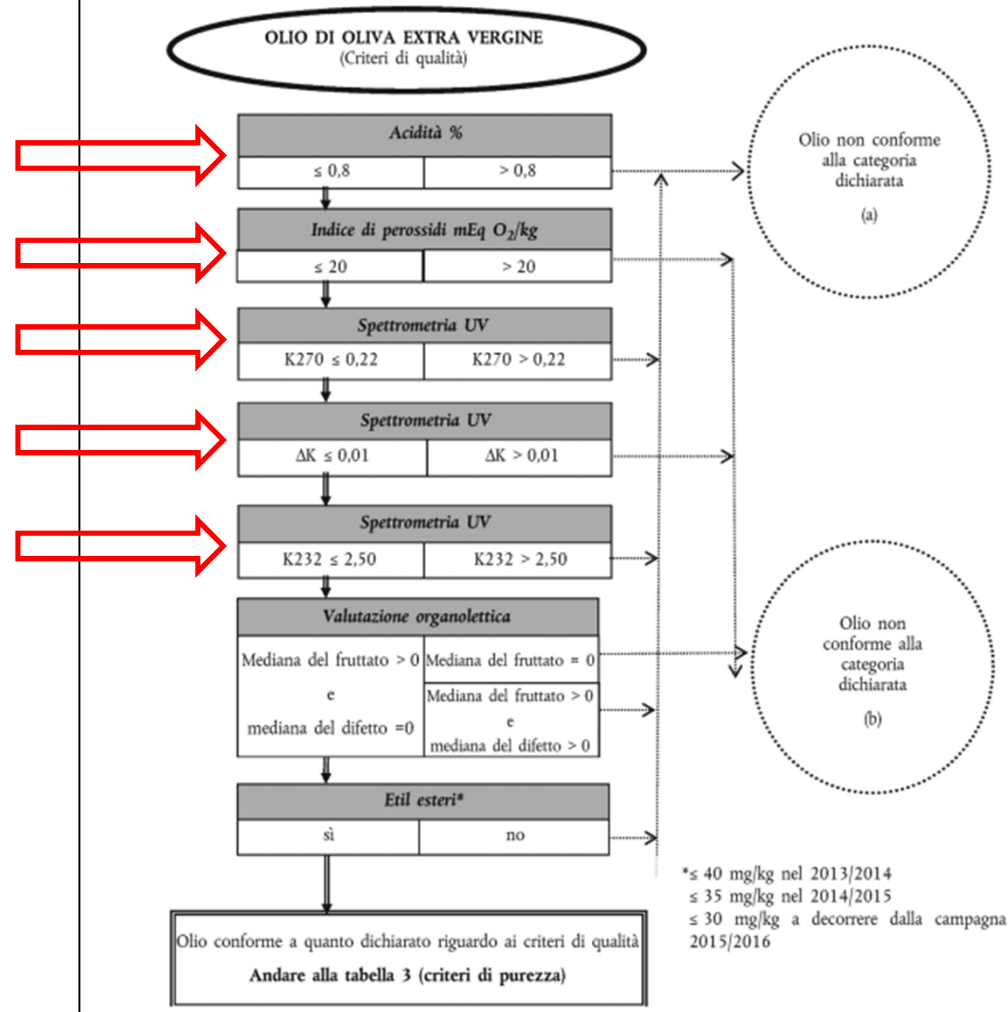 OLIO DI OLIVA EXTRA VERGINE
(Criteri di qualità)
Acidità %
≤ 0,8
> 0,8
Indice di perossidi mEq O₂/kg
≤ 20
> 20
Spettrometria UV
K270 ≤ 0,22
K270 > 0,22
Spettrometria UV
ΔK ≤ 0,01
ΔK > 0,01
Spettrometria UV
K232 ≤ 2,50
K232 > 2,50
Valutazione organolettica
Mediana del fruttato > 0
e
mediana del difetto =0
Mediana del fruttato = 0
Mediana del fruttato > 0
e
mediana del difetto > 0
Etil esteri*
sì
no
Olio conforme a quanto dichiarato riguardo ai criteri di qualità
Andare alla tabella 3 (criteri di purezza)
Olio non conforme
alla categoria
dichiarata
(a)
Olio non
conforme alla
categoria
dichiarata
(b)
*≤ 40 mg/kg nel 2013/2014
≤ 35 mg/kg nel 2014/2015
≤ 30 mg/kg a decorrere dalla campagna
2015/2016